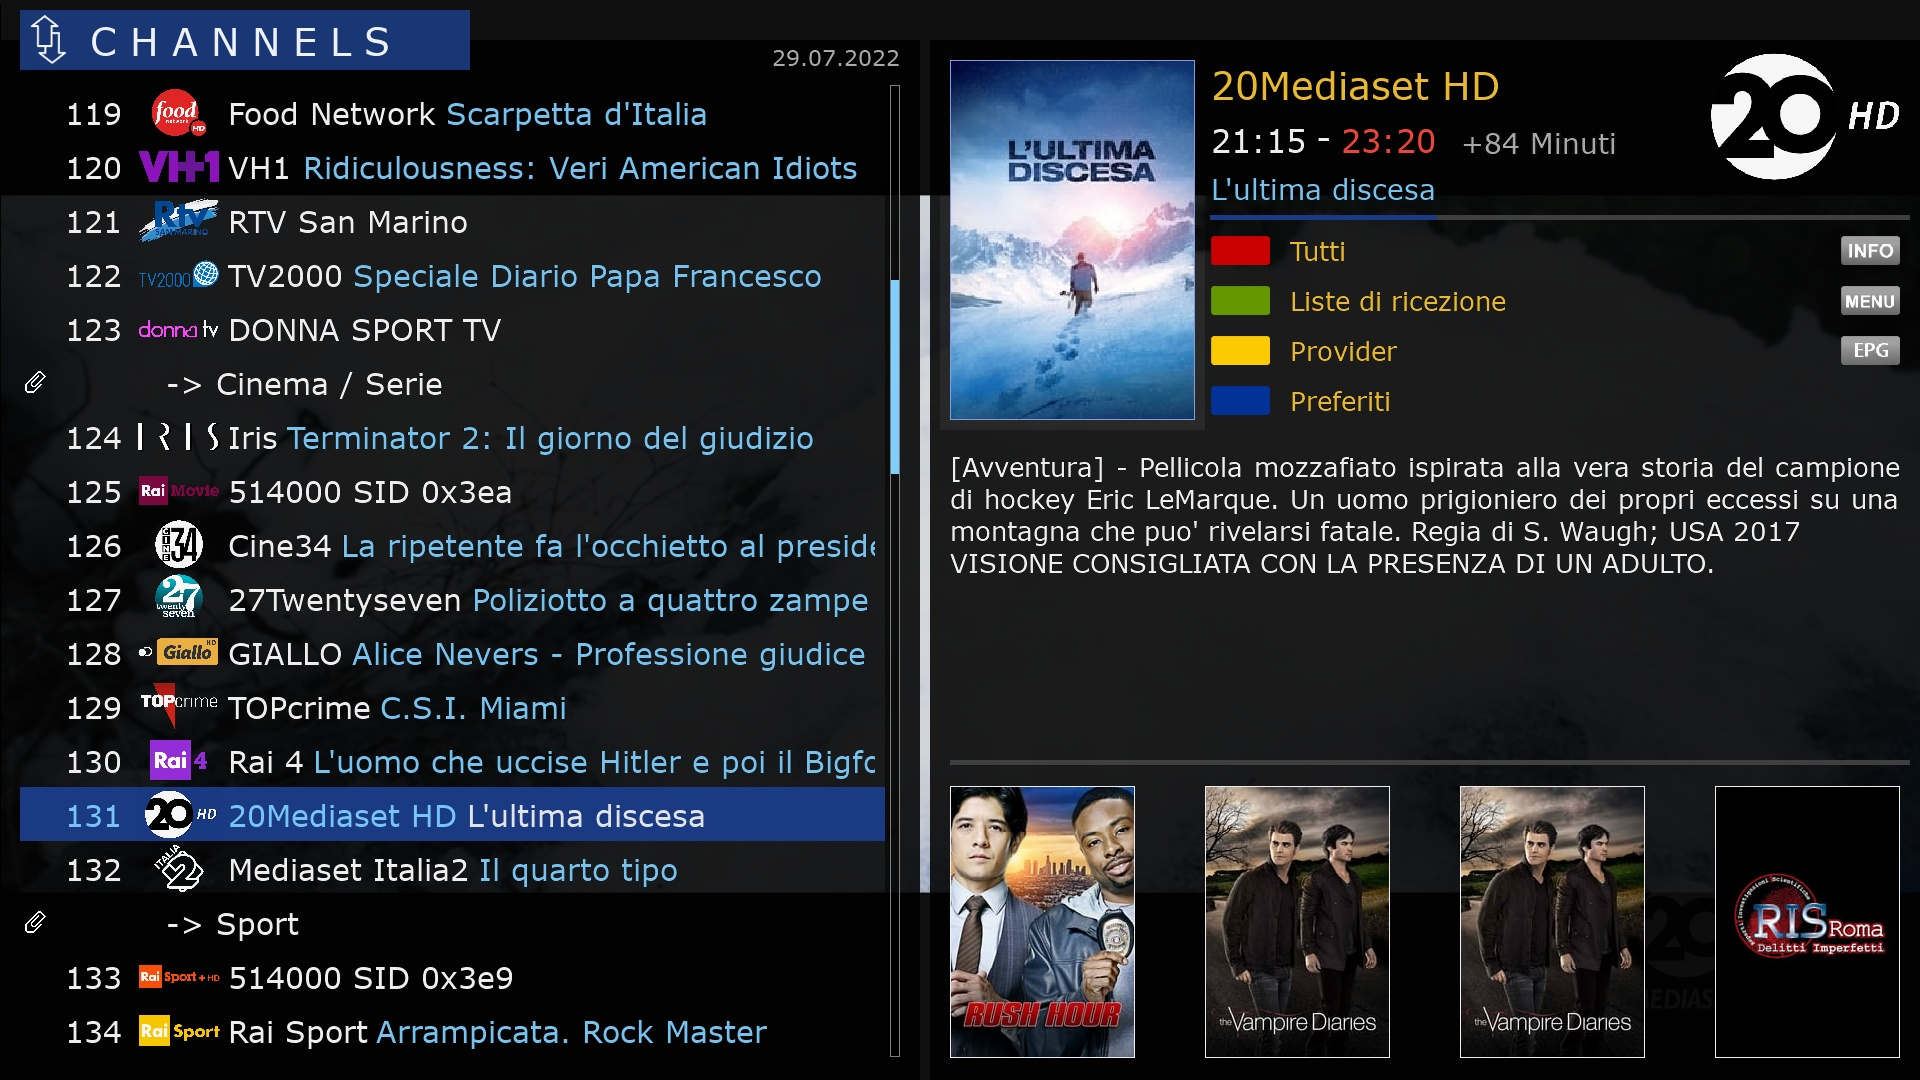 CHANNELS
29.07.2022
119 food network HD Food Network Scarpetta d'Italia
120 VH1 VH1 Ridiculousness: Veri American Idiots
121 Rtv SAN MARINO RTV San Marino
122 TV2000 TV2000 Speciale Diario Papa Francesco
123 donna tv DONNA SPORT TV
-> Cinema / Serie
124 IRIS Iris Terminator 2: Il giorno del giudizio
125 Rai Movie 514000 SID 0x3ea
126 CINE 34 Cine34 La ripetente fa l'occhietto al preside
127 27 twenty seven 27Twentyseven Poliziotto a quattro zampe
128 Giallo HD GIALLO Alice Nevers - Professione giudice
129 TOPcrime TOPcrime C.S.I. Miami
130 Rai 4 Rai 4 L'uomo che uccise Hitler e poi il Bigfo
131 20 HD 20Mediaset HD L'ultima discesa
132 ITALIA 2 Mediaset Italia2 Il quarto tipo
-> Sport
133 Rai Sport + HD 514000 SID 0x3e9
134 Rai Sport Rai Sport Arrampicata. Rock Master
L'ULTIMA
DISCESA
20Mediaset HD
21:15 - 23:20 +84 Minuti
L'ultima discesa
20 HD
Tutti INFO
Liste di ricezione MENU
Provider EPG
Preferiti
[Avventura] - Pellicola mozzafiato ispirata alla vera storia del campione
di hockey Eric LeMarque. Un uomo prigioniero dei propri eccessi su una
montagna che puo' rivelarsi fatale. Regia di S. Waugh; USA 2017
VISIONE CONSIGLIATA CON LA PRESENZA DI UN ADULTO.
RUSH HOUR
the Vampire Diaries
the Vampire Diaries
20
MEDIAS
Investigazioni Scientifiche
RIS Roma
Delitti Imperfetti